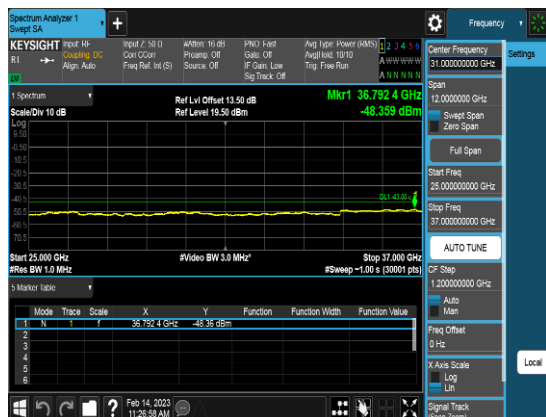 Spectrum Analyzer 1
Swept SA
+
Frequency
KEYSIGHT
RL
Input: RF
Coupling: DC
Align: Auto
Input Z: 50 Ω
Corr CCorr
Freq Ref: Int (S)
#Atten: 16 dB
Preamp: Off
Source: Off
PNO: Fast
Gate: Off
IF Gain: Low
Sig Track: Off
Avg Type: Power (RMS)
Avg|Hold: 10/10
Trig: Free Run
1 2 3 4 5 6
A W W W W W
A N N N N N
1 Spectrum
Scale/Div 10 dB
Ref Lvl Offset 13.50 dB
Ref Level 19.50 dBm
Mkr1 36.792 4 GHz
-48.359 dBm
Log
9.50
-0.50
-10.5
-20.5
-30.5
-40.5
-50.5
-60.5
-70.5
Start 25.000 GHz
#Res BW 1.0 MHz
#Video BW 3.0 MHz*
Stop 37.000 GHz
#Sweep ~1.00 s (30001 pts)
5 Marker Table
Mode Trace Scale X Y Function Function Width Function Value
1 N 1 f 36.792 4 GHz -48.36 dBm
2
3
4
5
6
Feb 14, 2023
11:26:58 AM
Center Frequency
31.000000000 GHz
Span
12.0000000 GHz
Swept Span
Zero Span
Full Span
Start Freq
25.000000000 GHz
Stop Freq
37.000000000 GHz
AUTO TUNE
CF Step
1.200000000 GHz
Auto
Man
Freq Offset
0 Hz
X Axis Scale
Log
Lin
Signal Track
Settings
Local